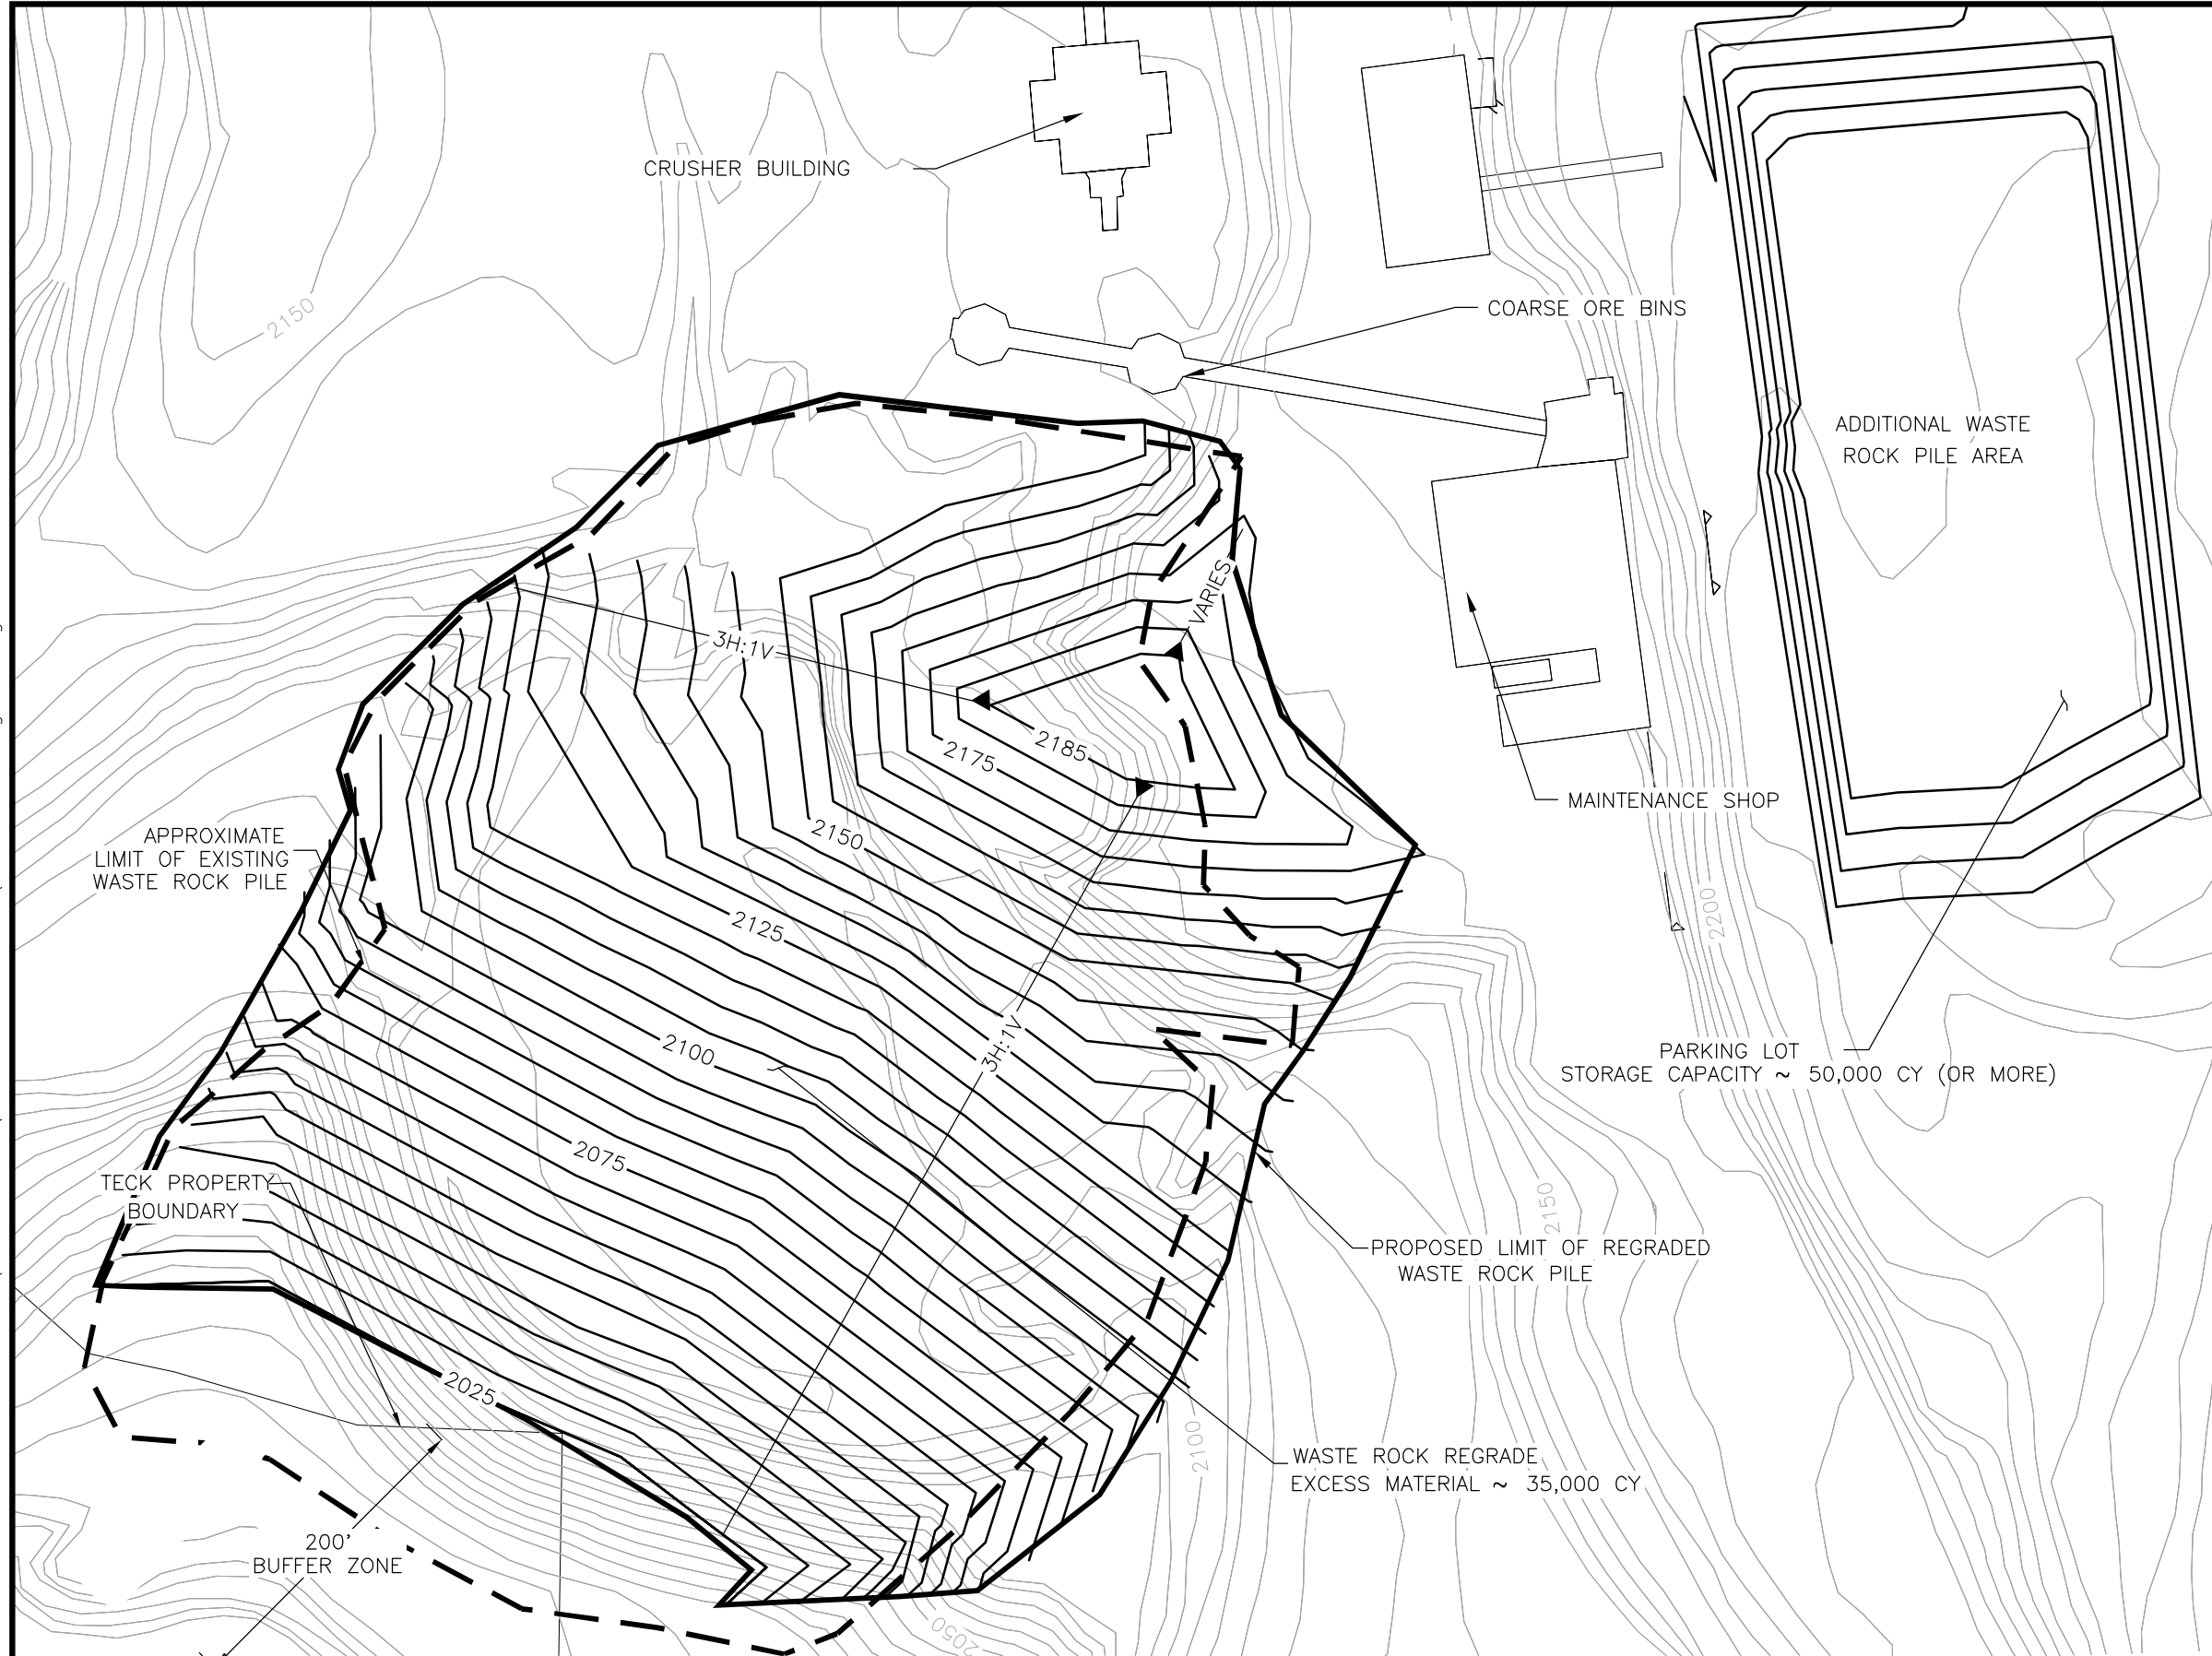 CRUSHER BUILDING
2150
COARSE ORE BINS
ADDITIONAL WASTE
ROCK PILE AREA
VARIES
3H:1V
2185
2175
MAINTENANCE SHOP
2150
APPROXIMATE
LIMIT OF EXISTING
WASTE ROCK PILE
2125
2200
2100
3H:1V
PARKING LOT
STORAGE CAPACITY ~ 50,000 CY (OR MORE)
2075
TECK PROPERTY
BOUNDARY
2150
PROPOSED LIMIT OF REGRADED
WASTE ROCK PILE
2025
2100
WASTE ROCK REGRADE
EXCESS MATERIAL ~ 35,000 CY
200'
BUFFER ZONE
2050